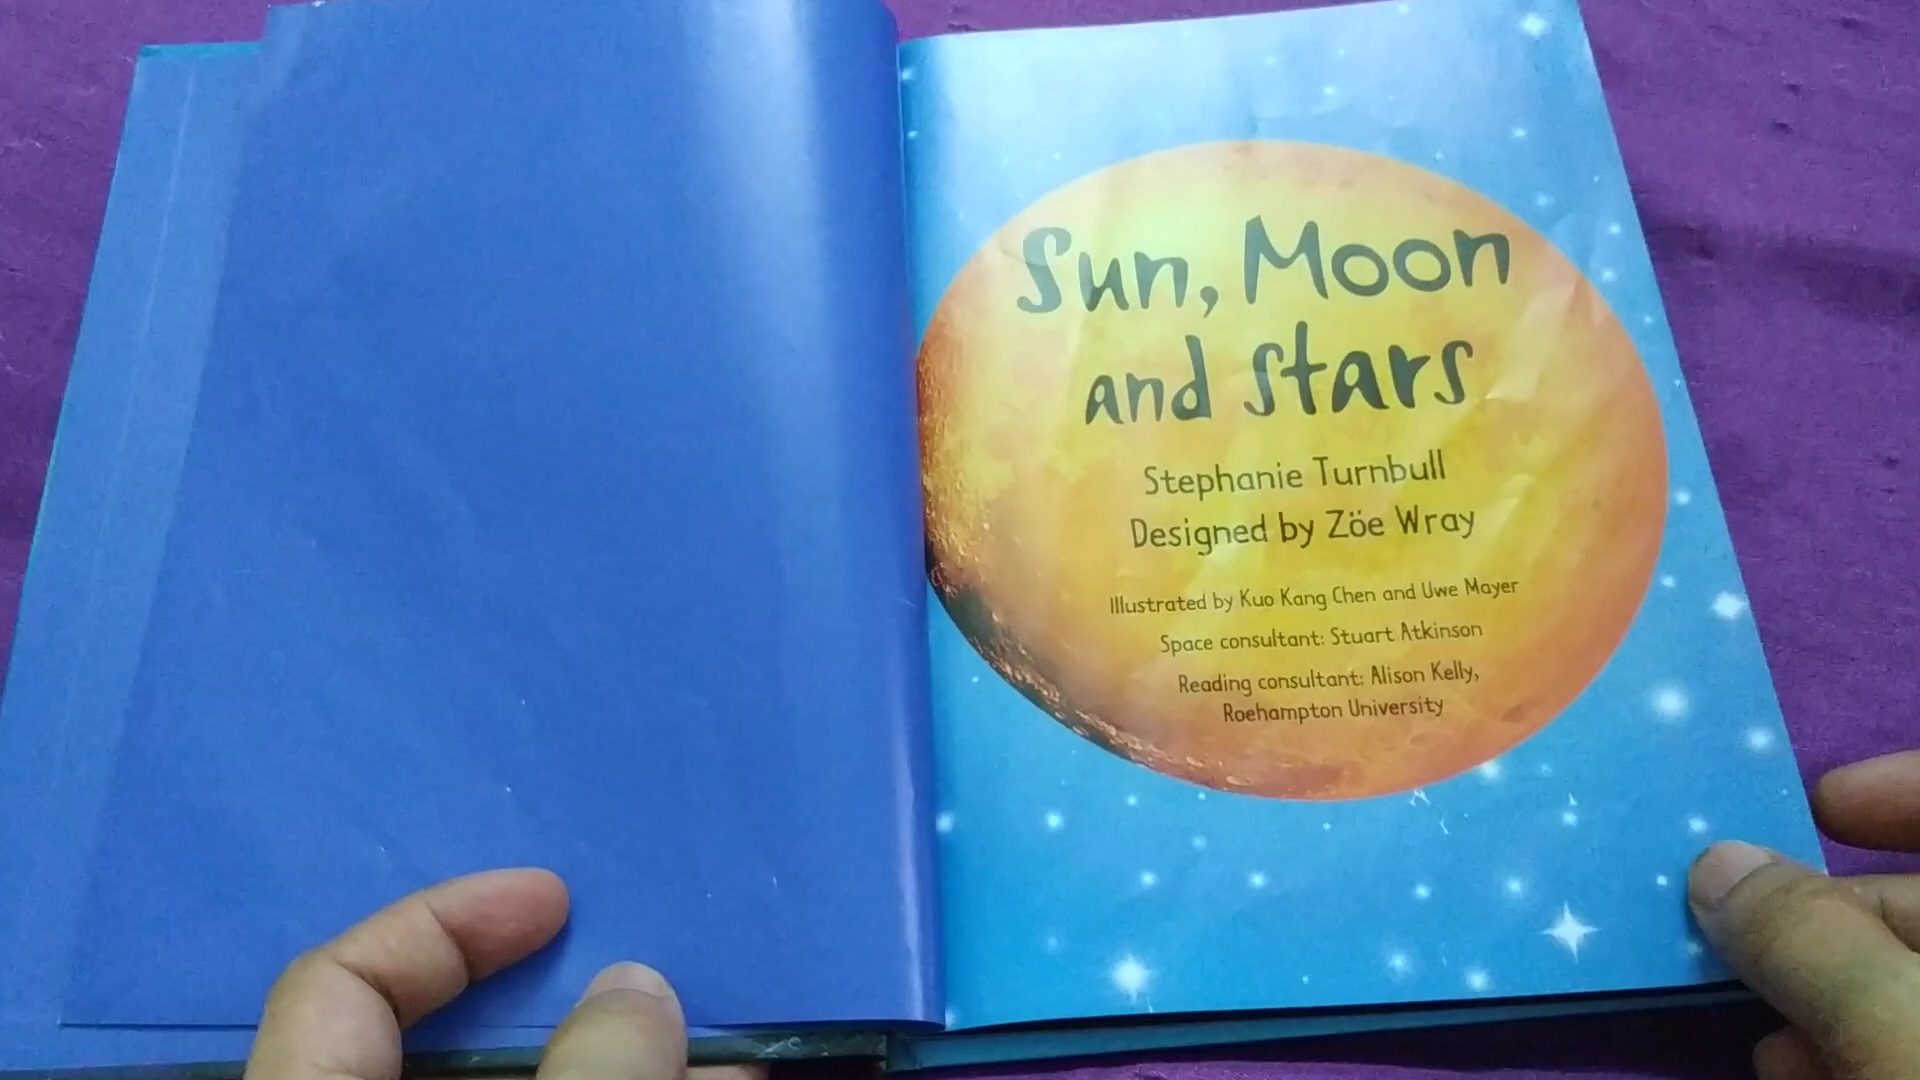 Sun, Moon
and stars
Stephanie Turnbull
Designed by Zöe Wray
Illustrated by Kuo Kang Chen and Uwe Mayer
Space consultant: Stuart Atkinson
Reading consultant: Alison Kelly,
Roehampton University